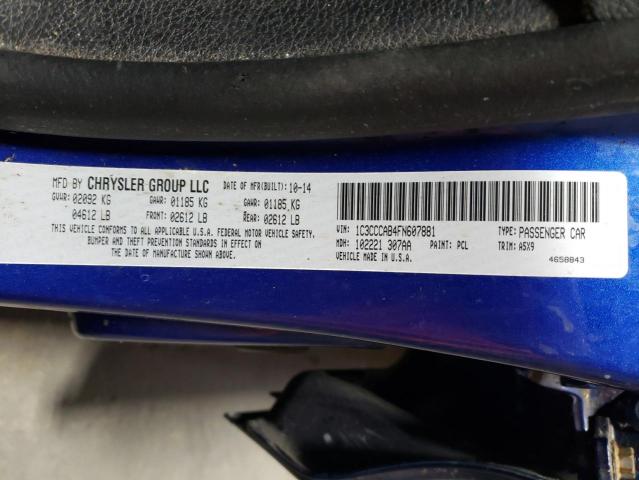 MFD BY CHRYSLER GROUP LLC DATE OF MFR(BUILT): 10-14
GVWR: 02092 KG GAWR: 01185 KG GAWR: 01185 KG
04612 LB FRONT: 02612 LB REAR: 02612 LB
THIS VEHICLE CONFORMS TO ALL APPLICABLE U.S.A. FEDERAL MOTOR VEHICLE SAFETY,
BUMPER AND THEFT PREVENTION STANDARDS IN EFFECT ON
THE DATE OF MANUFACTURE SHOWN ABOVE.
VIN: 1C3CCCAB4FN607881 TYPE: PASSENGER CAR
MDH: 102221 307AA PAINT: PCL TRIM: A5X9
VEHICLE MADE IN U.S.A. 4658843